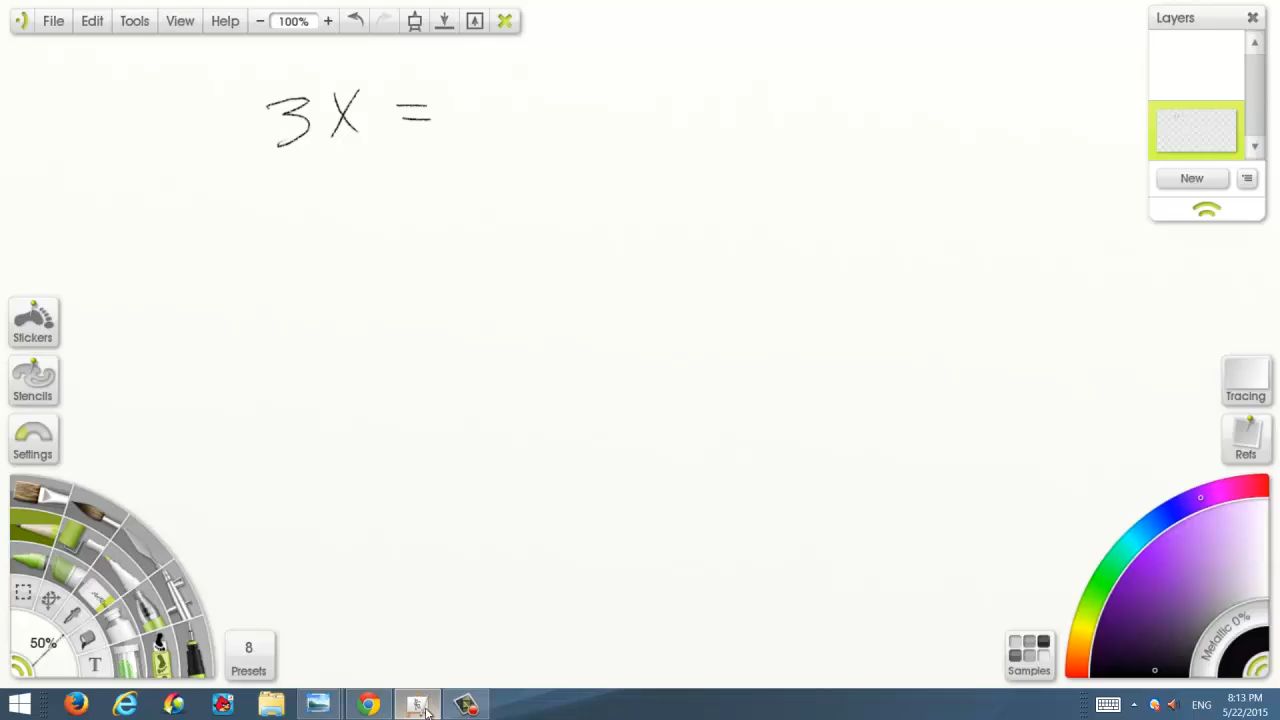 File Edit Tools View Help − 100% +
Layers
3X =
New
Stickers
Stencils
Settings
Tracing
Refs
50%
8
Presets
Metallic 0%
Samples
T
ENG
8:13 PM
5/22/2015